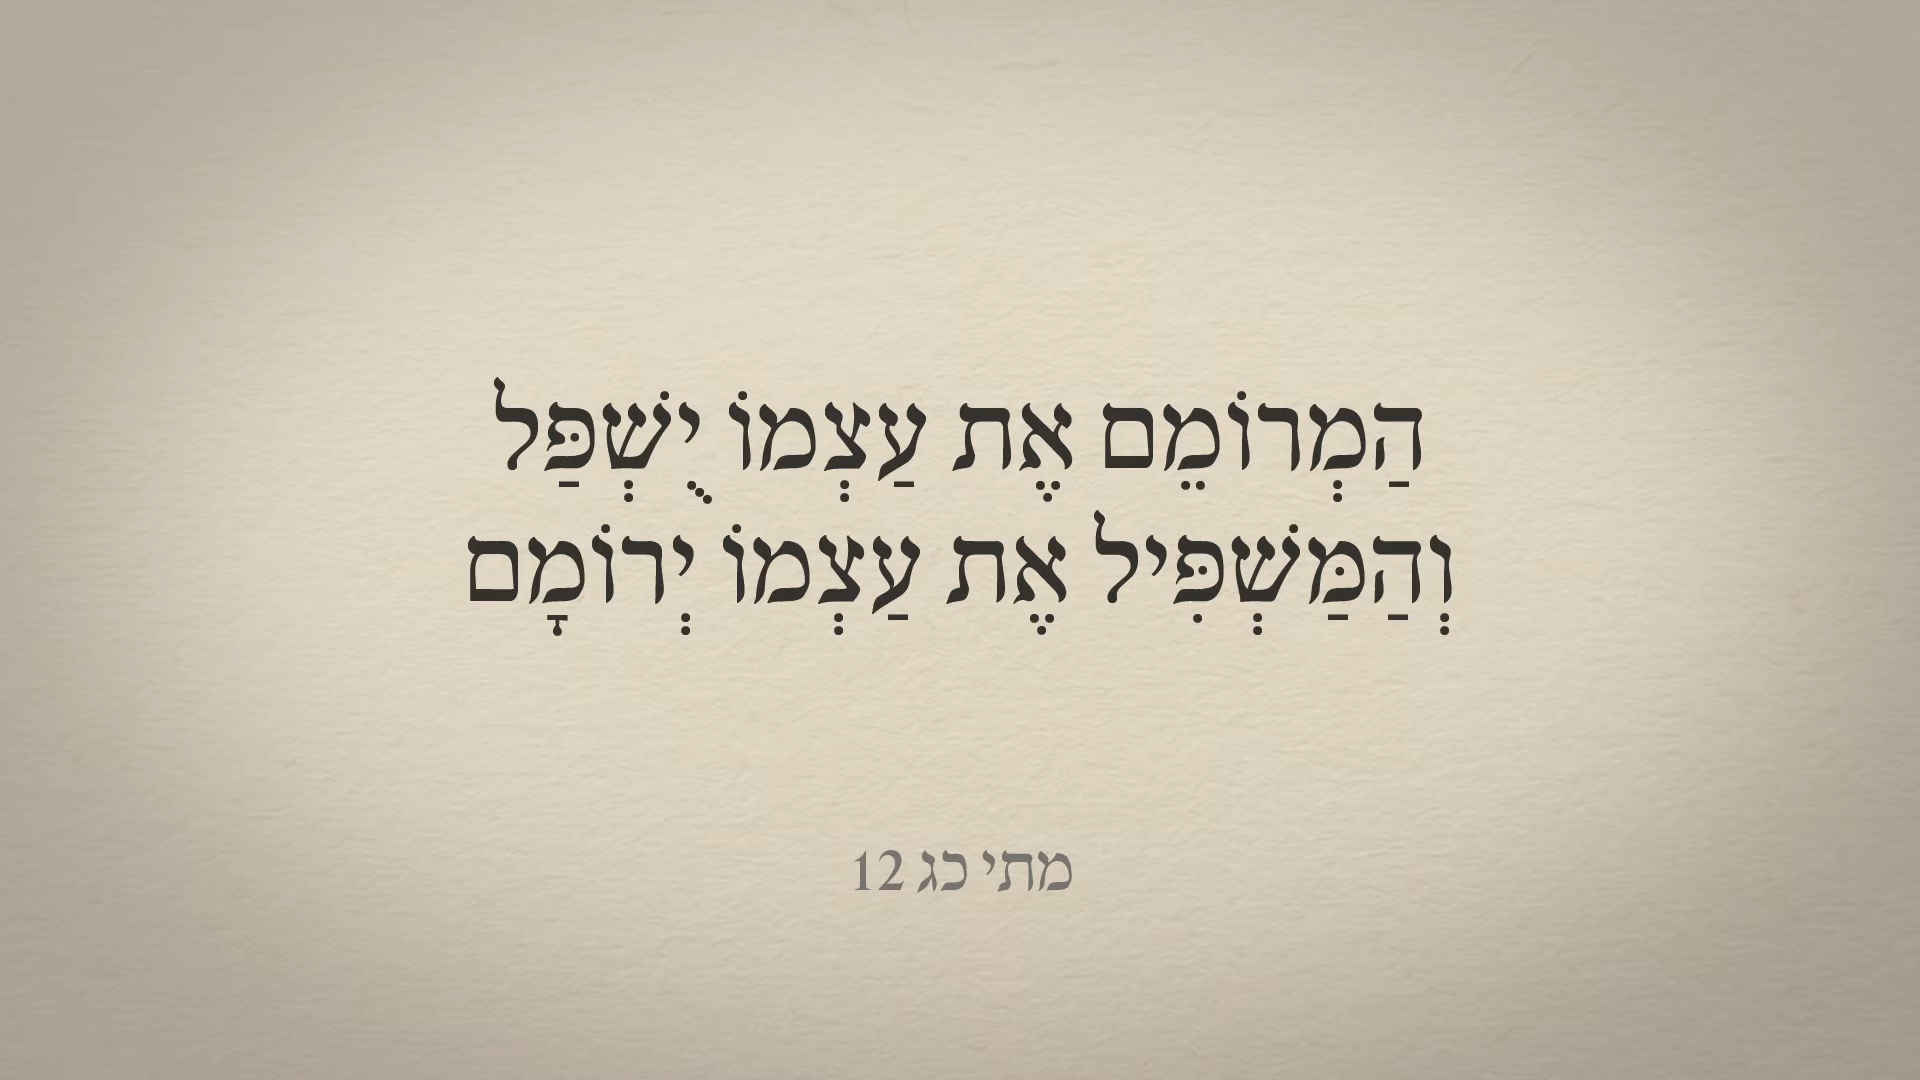 הַמְרוֹמֵם אֶת עַצְמוֹ יֻשְׁפַּל
וְהַמַּשְׁפִּיל אֶת עַצְמוֹ יְרוֹמָם
מתי כג 12